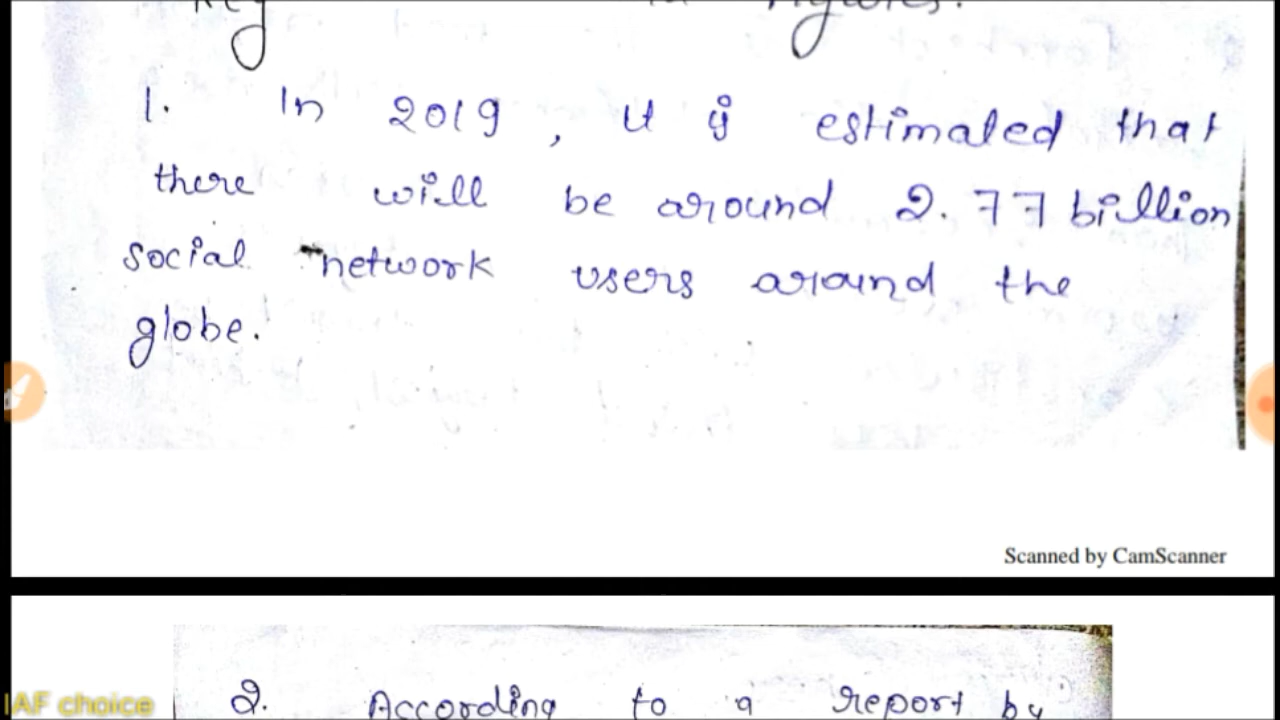 1. In 2019, it is estimated that
there will be around 2.77 billion
social network users around the
globe.
Scanned by CamScanner
2. According to a report by
IAF choice